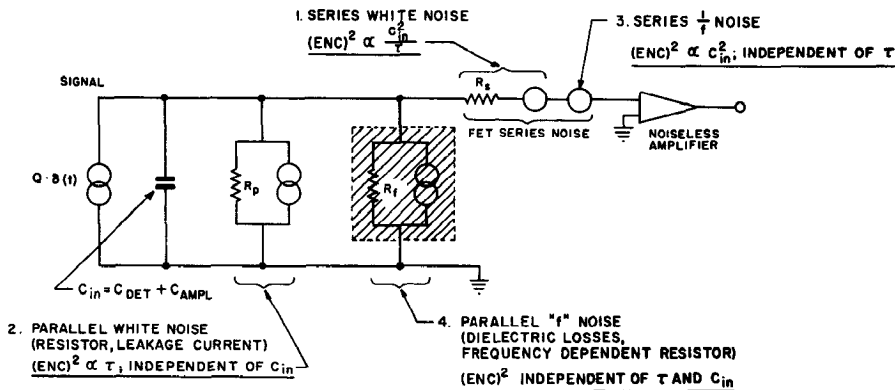 1. SERIES WHITE NOISE
(ENC)² ∝ C²in / τ
3. SERIES 1/f NOISE
(ENC)² ∝ C²in; INDEPENDENT OF τ
SIGNAL
Rs
FET SERIES NOISE
NOISELESS
AMPLIFIER
Q·δ(t)
Rp
Rf
Cin = CDET + CAMPL
2. PARALLEL WHITE NOISE
(RESISTOR, LEAKAGE CURRENT)
(ENC)² ∝ τ; INDEPENDENT OF Cin
4. PARALLEL "f" NOISE
(DIELECTRIC LOSSES,
FREQUENCY DEPENDENT RESISTOR)
(ENC)² INDEPENDENT OF τ AND Cin